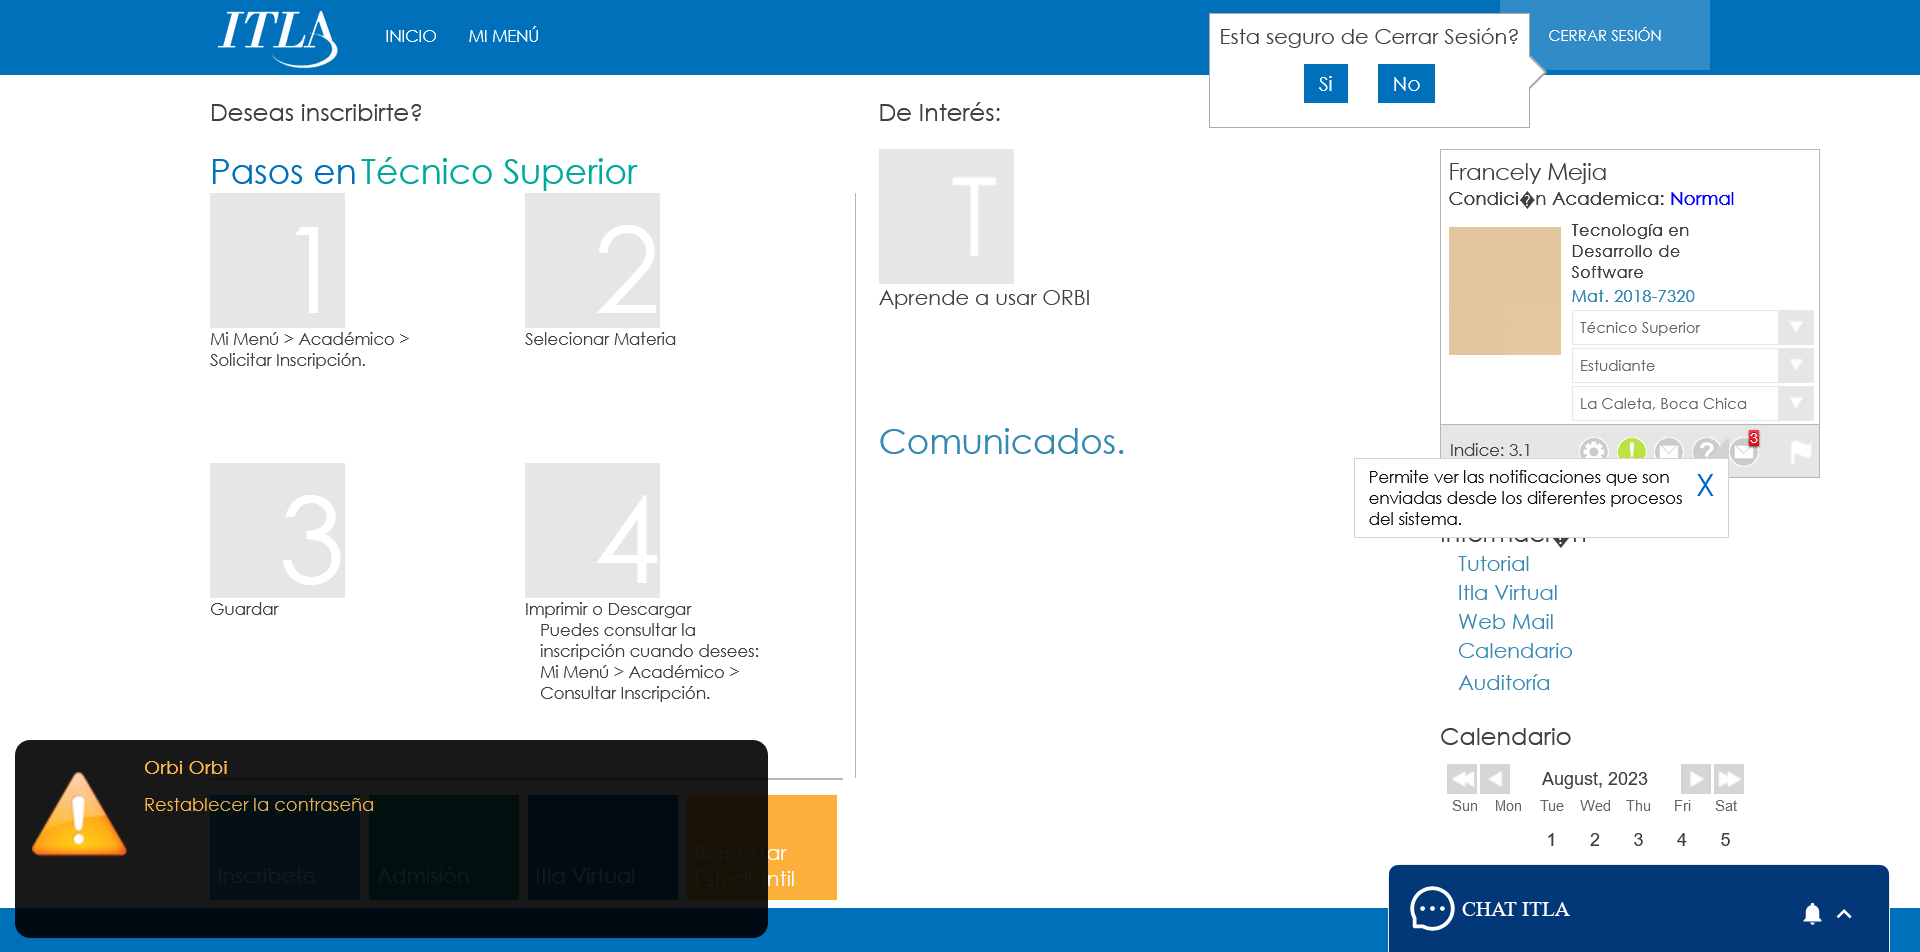 ITLA
INICIO
MI MENÚ
Esta seguro de Cerrar Sesión?
Si
No
CERRAR SESIÓN
Deseas inscribirte?
Pasos en Técnico Superior
1
Mi Menú > Académico >
Solicitar Inscripción.
2
Selecionar Materia
3
Guardar
4
Imprimir o Descargar
Puedes consultar la
inscripción cuando desees:
Mi Menú > Académico >
Consultar Inscripción.
De Interés:
T
Aprende a usar ORBI
Comunicados.
Francely Mejia
Condici�n Academica: Normal
Tecnología en
Desarrollo de
Software
Mat. 2018-7320
Técnico Superior
Estudiante
La Caleta, Boca Chica
Indice: 3.1
3
Permite ver las notificaciones que son
enviadas desde los diferentes procesos
del sistema.
X
Informaci�n
Tutorial
Itla Virtual
Web Mail
Calendario
Auditoría
Calendario
August, 2023
Sun Mon Tue Wed Thu Fri Sat
1 2 3 4 5
Orbi Orbi
Restablecer la contraseña
Inscríbete
Admisión
Itla Virtual
Bienestar
Estudiantil
CHAT ITLA